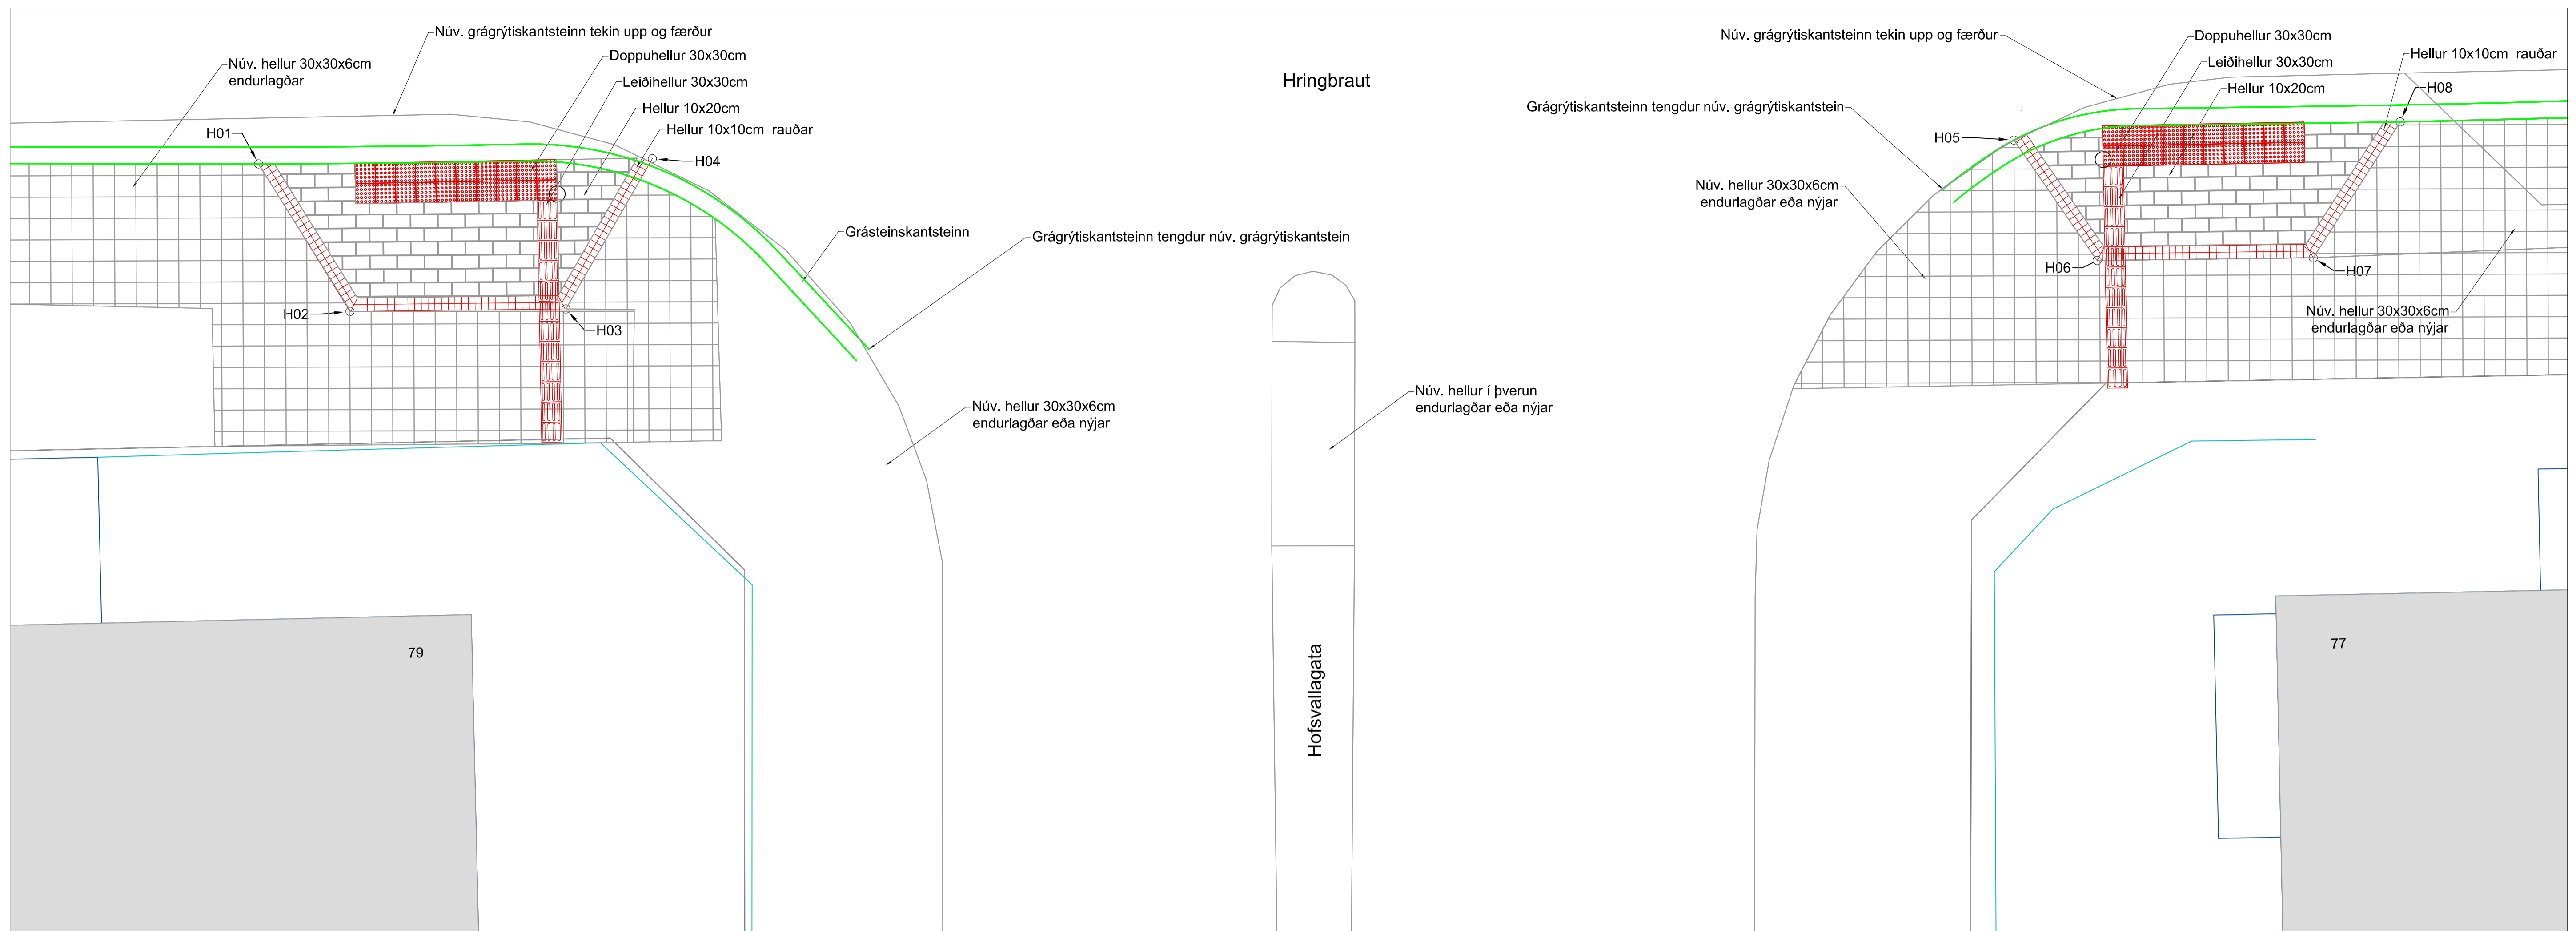 Núv. grágrýtiskantsteinn tekin upp og færður
Doppuhellur 30x30cm
Núv. hellur 30x30x6cm
endurlagðar
Leiðihellur 30x30cm
Hellur 10x20cm
Hellur 10x10cm rauðar
H01
H04
H02
H03
Grásteinskantsteinn
Grágrýtiskantsteinn tengdur núv. grágrýtiskantstein
Núv. hellur 30x30x6cm
endurlagðar eða nýjar
79
Hringbraut
Núv. hellur í þverun
endurlagðar eða nýjar
Hofsvallagata
Núv. grágrýtiskantsteinn tekin upp og færður
Doppuhellur 30x30cm
Hellur 10x10cm rauðar
Leiðihellur 30x30cm
Hellur 10x20cm
H08
Grágrýtiskantsteinn tengdur núv. grágrýtiskantstein
H05
Núv. hellur 30x30x6cm
endurlagðar eða nýjar
H06
H07
Núv. hellur 30x30x6cm
endurlagðar eða nýjar
77